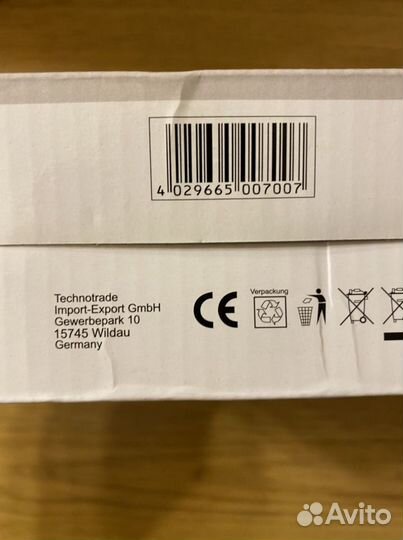 4 029665 007007
Technotrade
Import-Export GmbH
Gewerbepark 10
15745 Wildau
Germany
CE
Verpackung
Avito